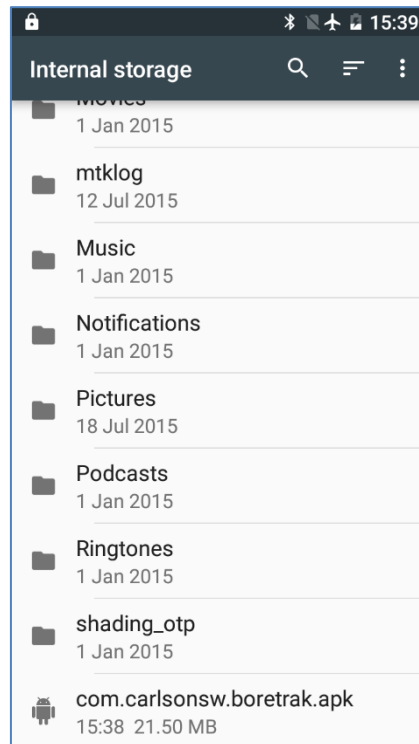 15:39
Internal storage
Movies
1 Jan 2015
mtklog
12 Jul 2015
Music
1 Jan 2015
Notifications
1 Jan 2015
Pictures
18 Jul 2015
Podcasts
1 Jan 2015
Ringtones
1 Jan 2015
shading_otp
1 Jan 2015
com.carlsonsw.boretrak.apk
15:38 21.50 MB